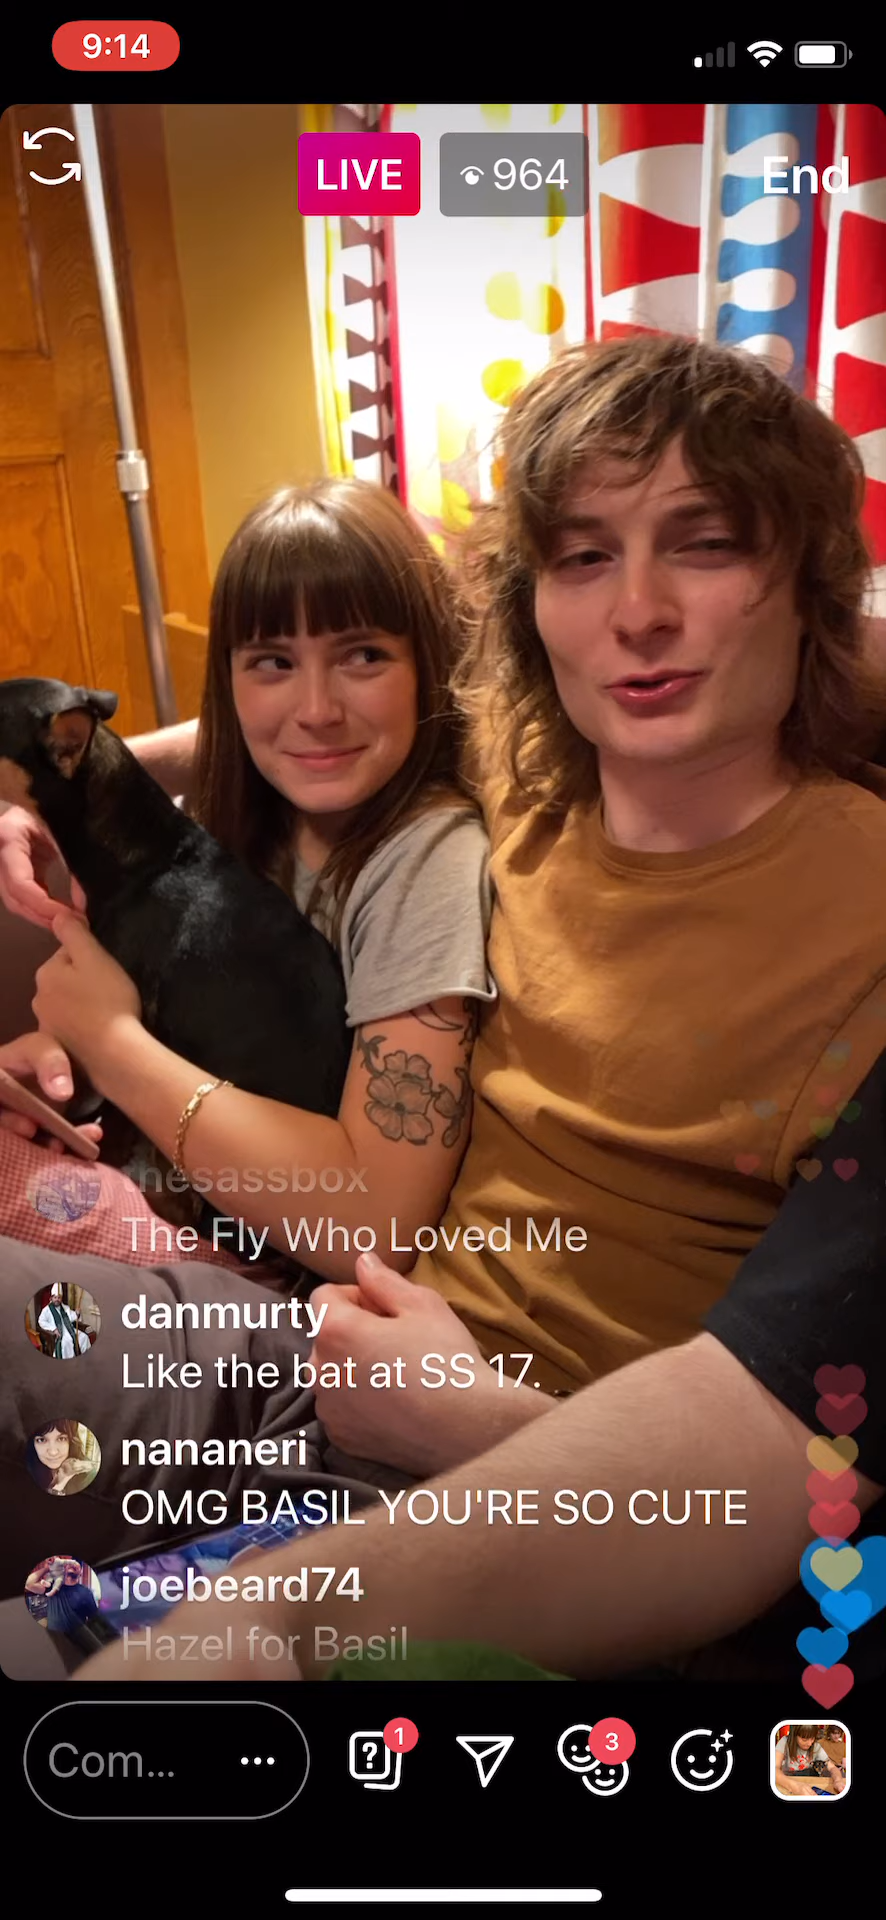 9:14
LIVE
964
End
thesassbox
The Fly Who Loved Me
danmurty
Like the bat at SS 17.
nananeri
OMG BASIL YOU'RE SO CUTE
joebeard74
Hazel for Basil
Com...
1
3